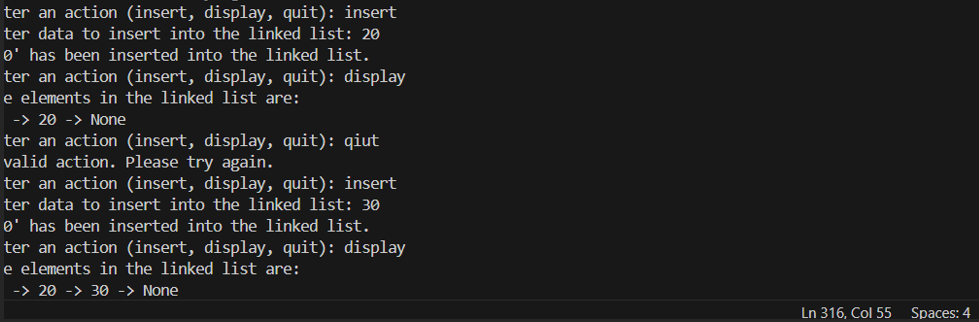 ter an action (insert, display, quit): insert
ter data to insert into the linked list: 20
0' has been inserted into the linked list.
ter an action (insert, display, quit): display
e elements in the linked list are:
-> 20 -> None
ter an action (insert, display, quit): qiut
valid action. Please try again.
ter an action (insert, display, quit): insert
ter data to insert into the linked list: 30
0' has been inserted into the linked list.
ter an action (insert, display, quit): display
e elements in the linked list are:
-> 20 -> 30 -> None
Ln 316, Col 55 Spaces: 4